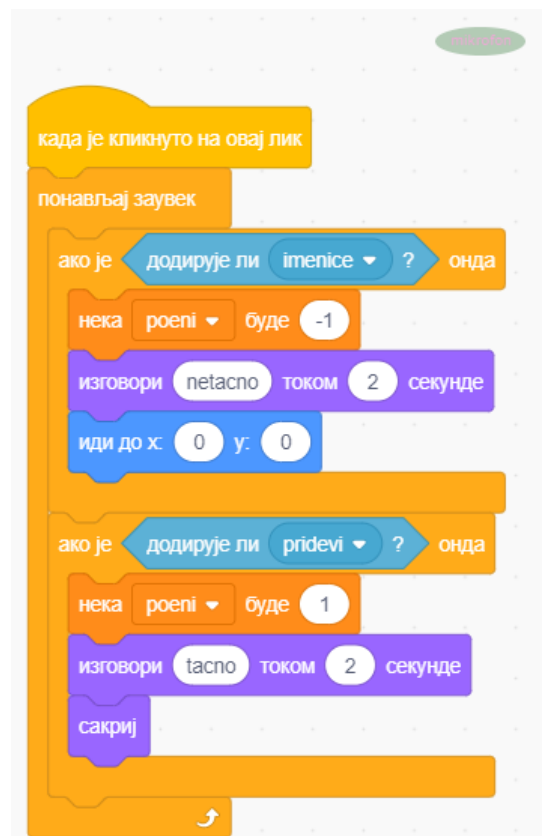 када је кликнуто на овај лик
понављај заувек
ако је додирује ли imenice ? онда
нека poeni буде -1
изговори netacno током 2 секунде
иди до x: 0 y: 0
ако је додирује ли pridevi ? онда
нека poeni буде 1
изговори tacno током 2 секунде
сакриј